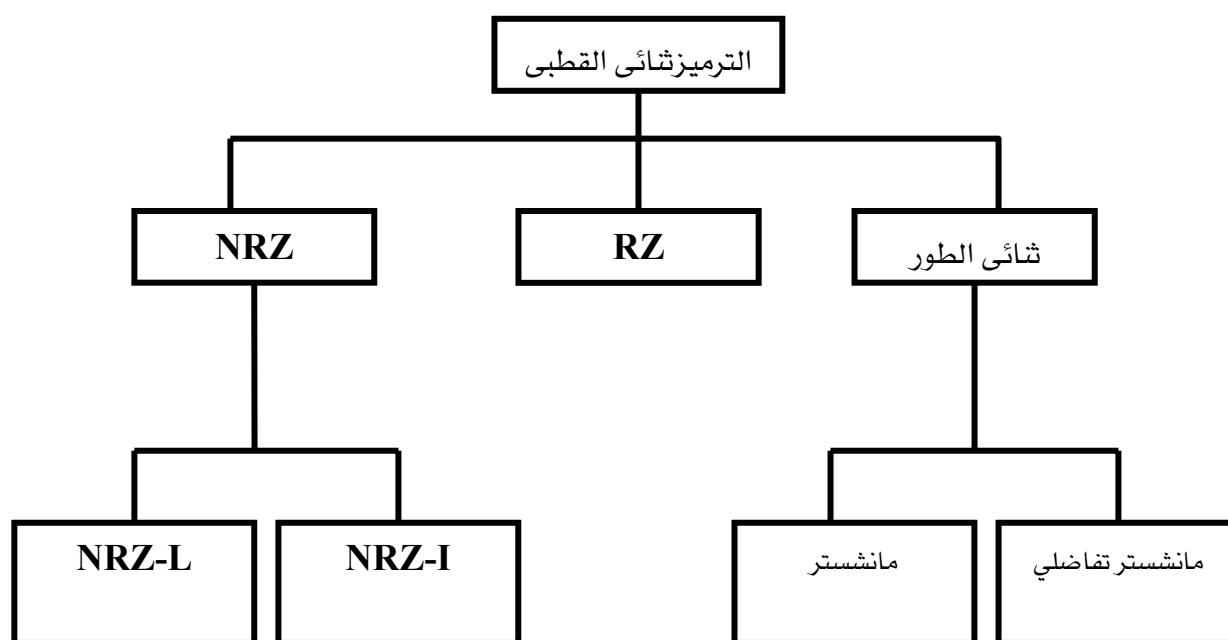 الترميزثنائى القطبى
NRZ
RZ
ثنائى الطور
NRZ-L
NRZ-I
مانشستر
مانشستر تفاضلي